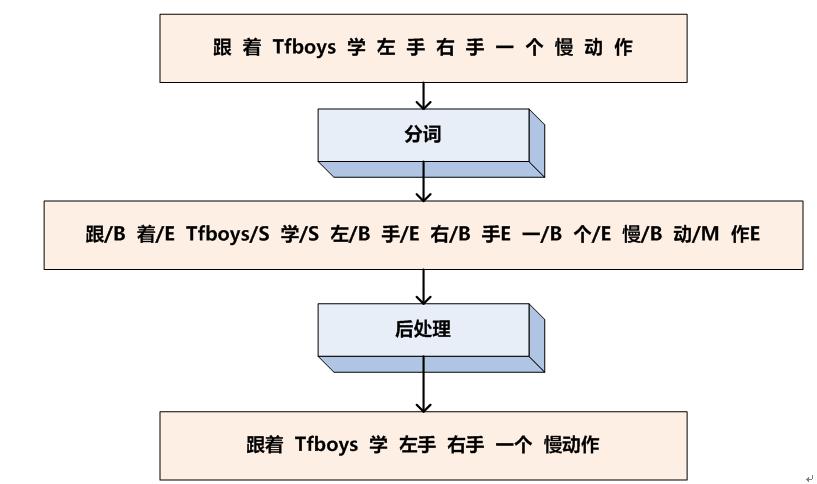 跟 着 Tfboys 学 左 手 右 手 一 个 慢 动 作
分词
跟/B 着/E Tfboys/S 学/S 左/B 手/E 右/B 手E 一/B 个/E 慢/B 动/M 作E
后处理
跟着 Tfboys 学 左手 右手 一个 慢动作